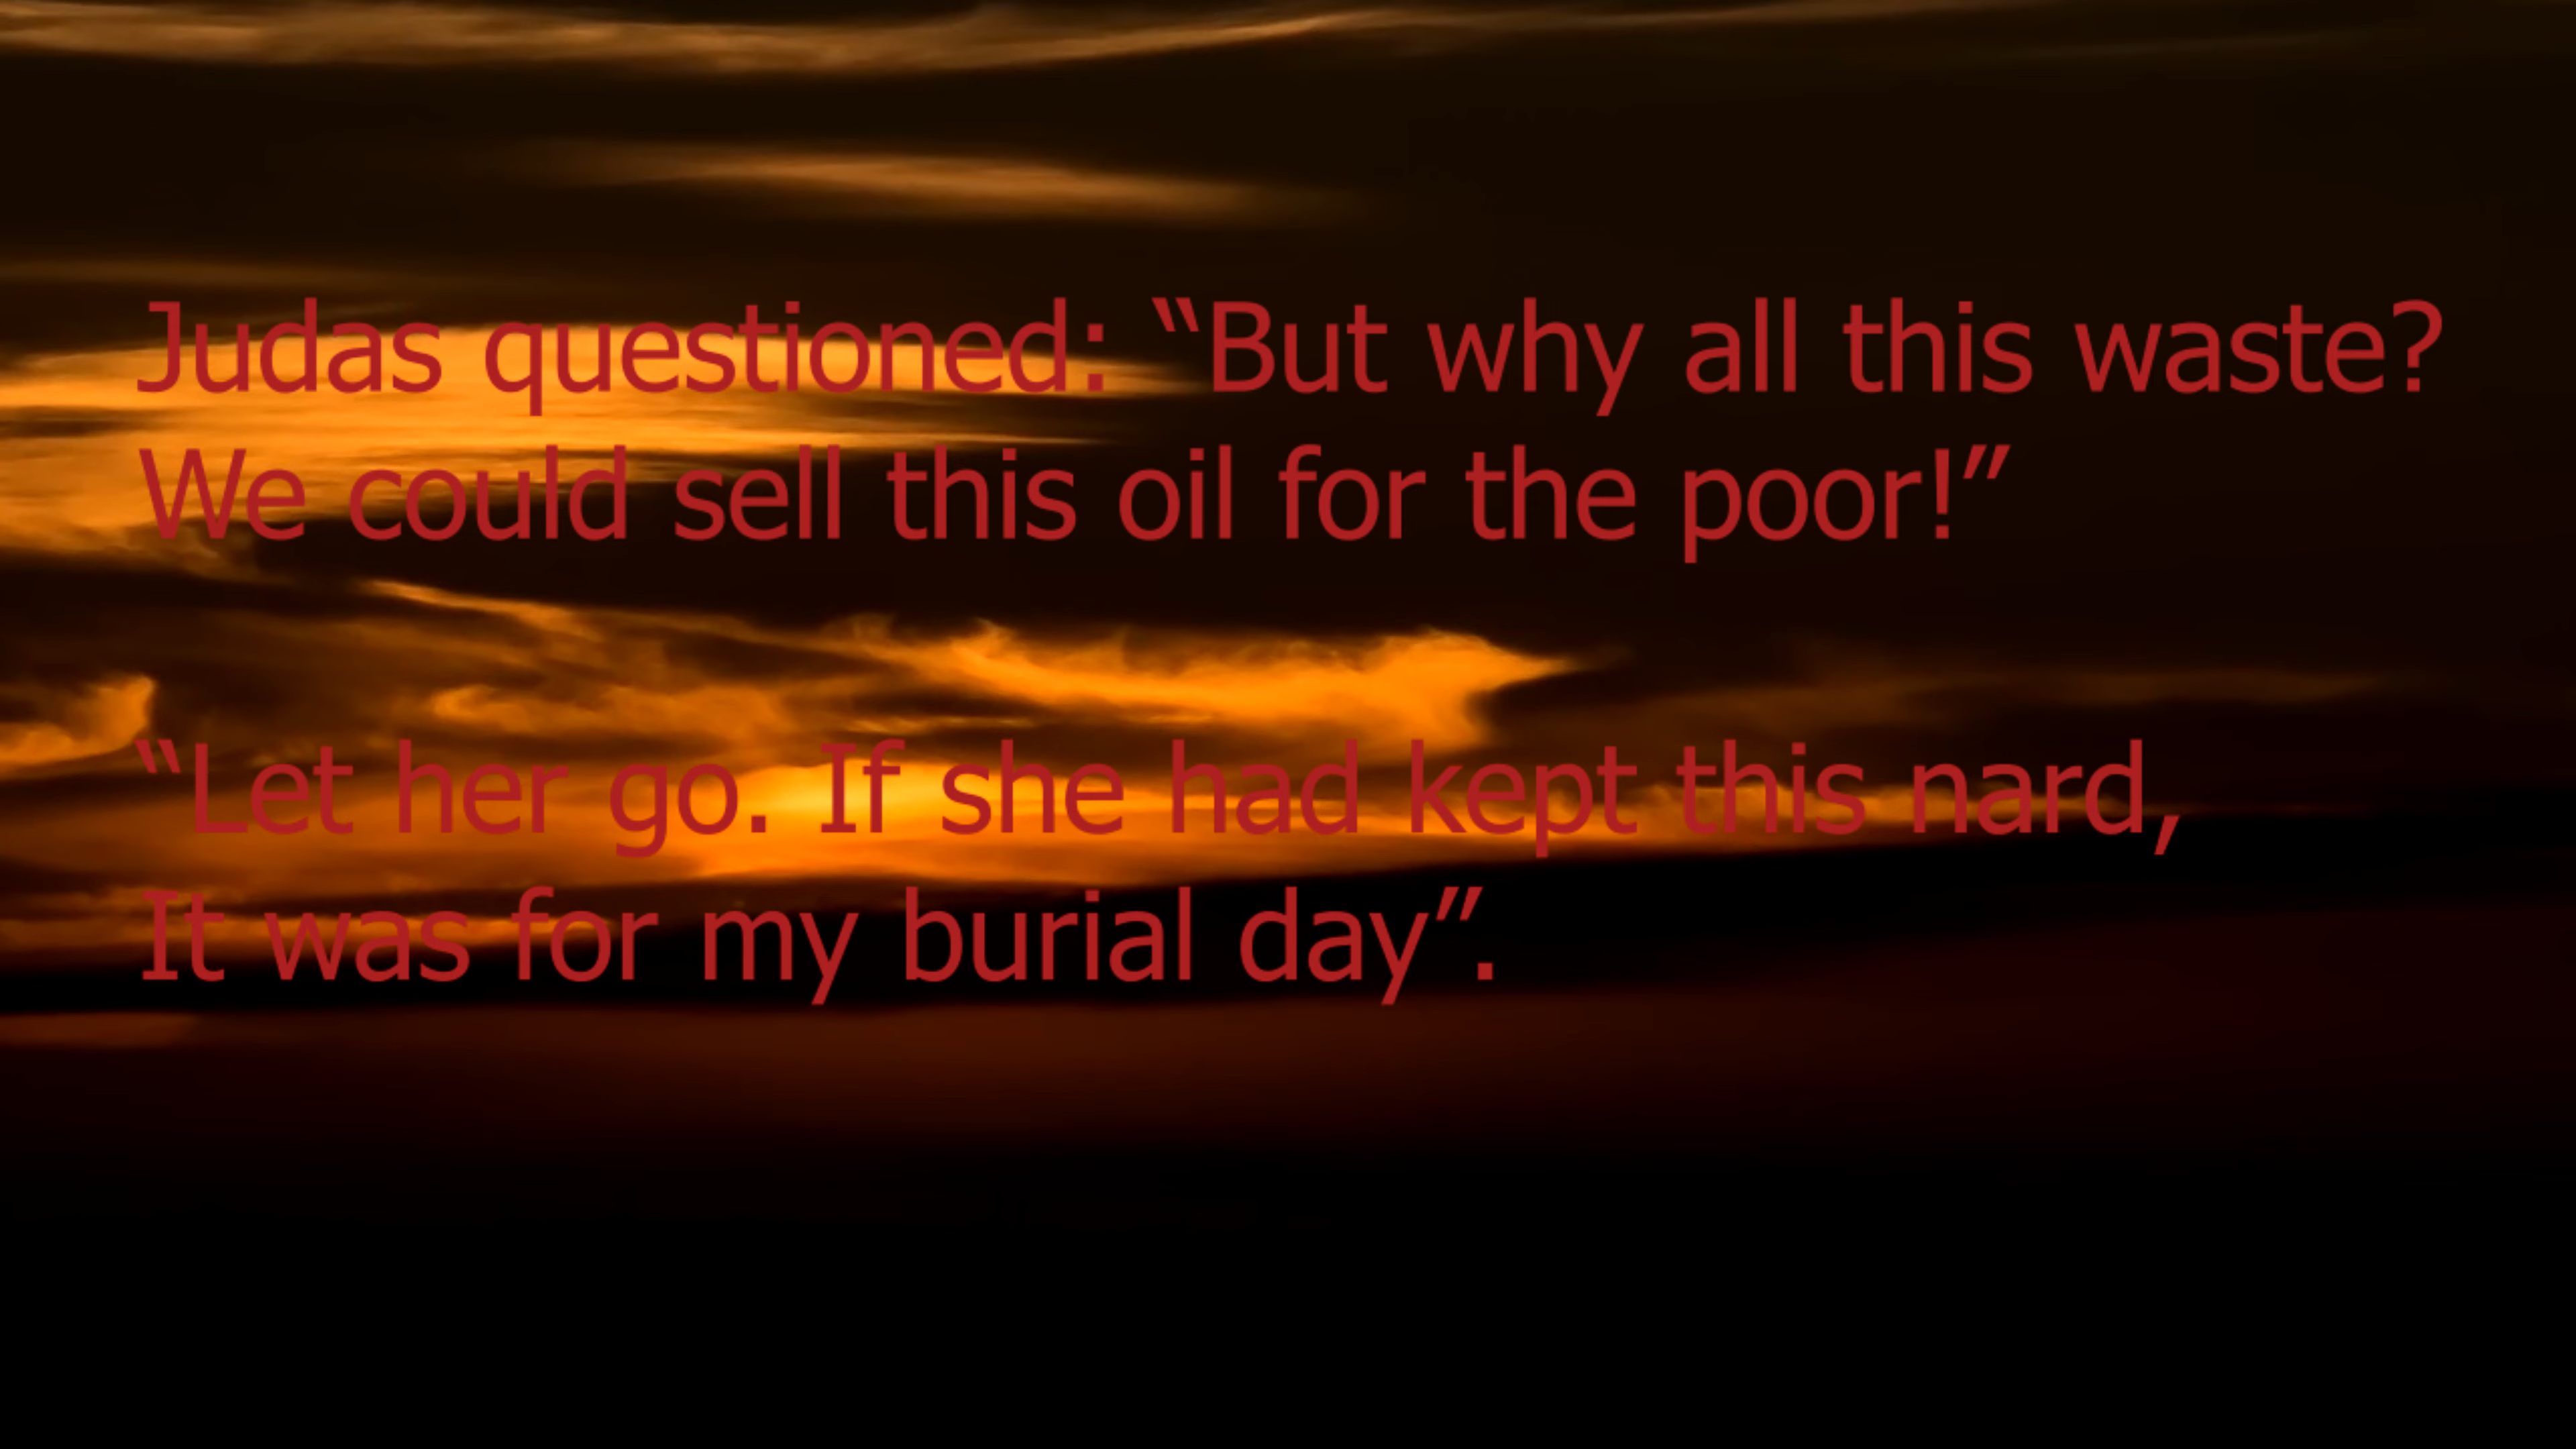 Judas questioned: “But why all this waste?
We could sell this oil for the poor!”
“Let her go. If she had kept this nard,
It was for my burial day”.